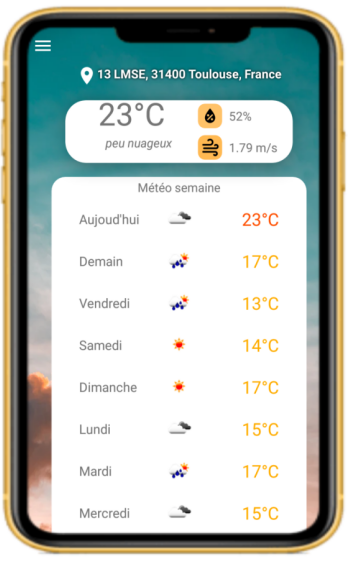 13 LMSE, 31400 Toulouse, France
23°C
52%
peu nuageux
1.79 m/s
Météo semaine
Aujoud'hui 23°C
Demain 17°C
Vendredi 13°C
Samedi 14°C
Dimanche 17°C
Lundi 15°C
Mardi 17°C
Mercredi 15°C